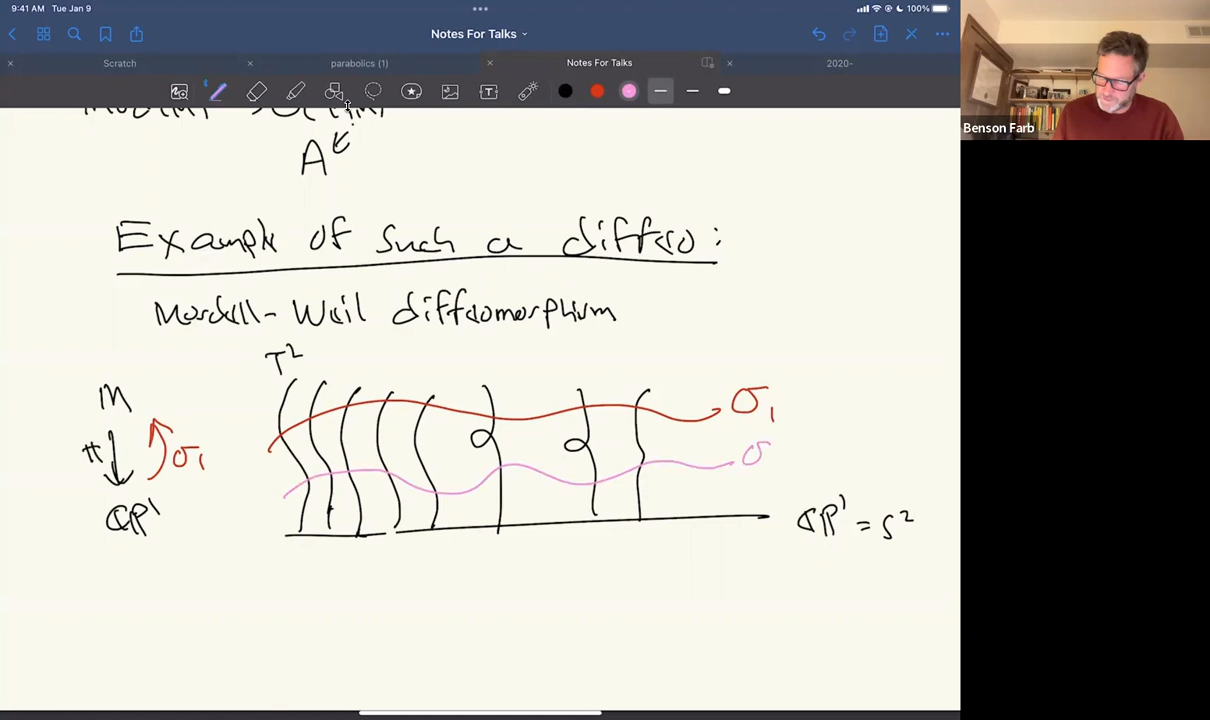 9:41 AM Tue Jan 9
100%
Notes For Talks
Scratch
parabolics (1)
Notes For Talks
2020-
Benson Farb
A
Example of such a diffeo :
Mordell-Weil diffeomorphism
T²
M
π
σ₁
ℂP¹
σ₁
σ
ℂP¹ = S²